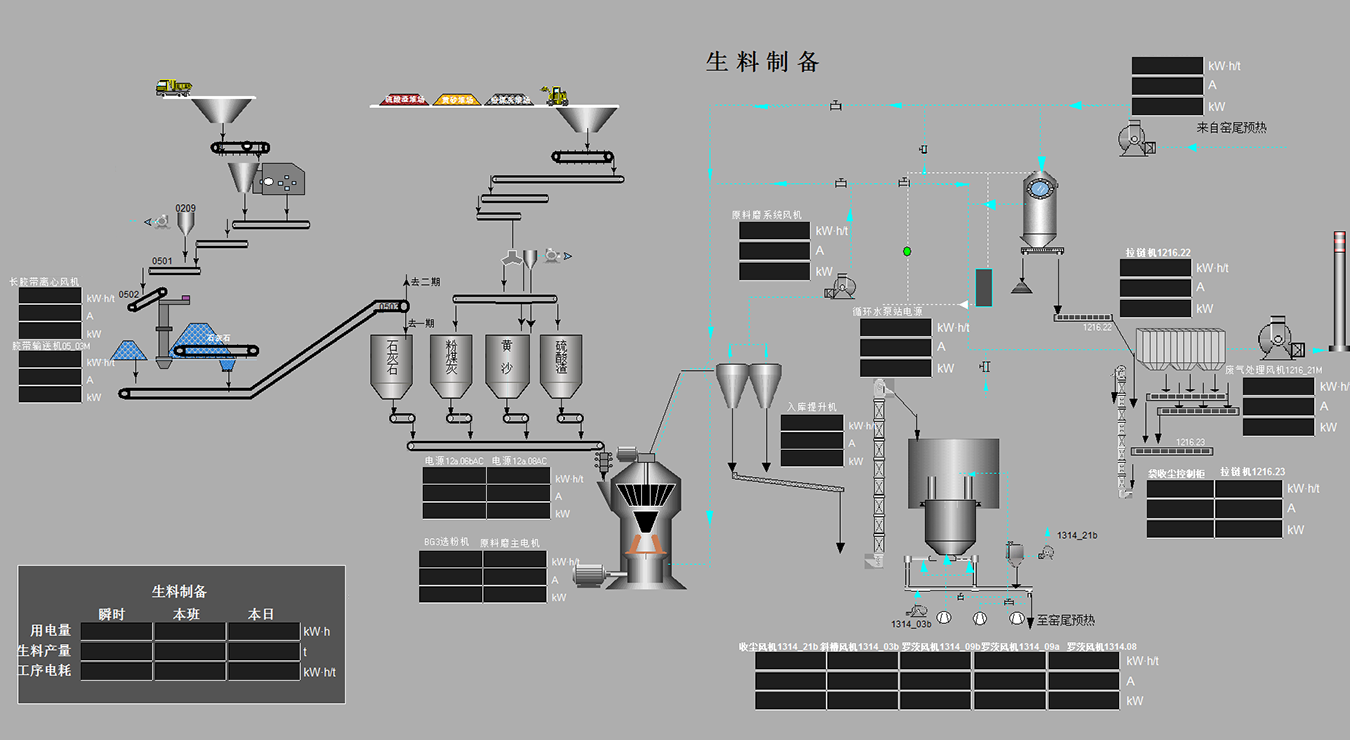 生料制备
kW·h/t
A
kW
来自窑尾预热
黄砂泵场
0209
原料磨系统风机
kW·h/t
A
kW
拉链机1216.22
kW·h/t
A
kW
0501
长胶带离心风机
0502
kW·h/t
A
kW
去二期
0503
去一期
石灰石
循环水泵站电源
kW·h/t
A
kW
1216.22
胶带输送机05_03M
kW·h/t
A
kW
石灰石
粉煤灰
黄沙
硫酸渣
废气处理风机1216_21M
kW·h/t
A
kW
入库提升机
kW·h/t
A
kW
1216.23
电源12a.06bAC
电源12a.08AC
kW·h/t
A
kW
袋收尘控制柜
拉链机1216.23
kW·h/t
A
kW
BG3选粉机
原料磨主电机
kW·h/t
A
kW
1314_21b
1314_03b
至窑尾预热
生料制备
瞬时 本班 本日
用电量 kW·h
生料产量 t
工序电耗 kW·h/t
收尘风机1314_21b 斜槽风机1314_03b 罗茨风机1314_09b 罗茨风机1314_09a 罗茨风机1314.08
kW·h/t
A
kW